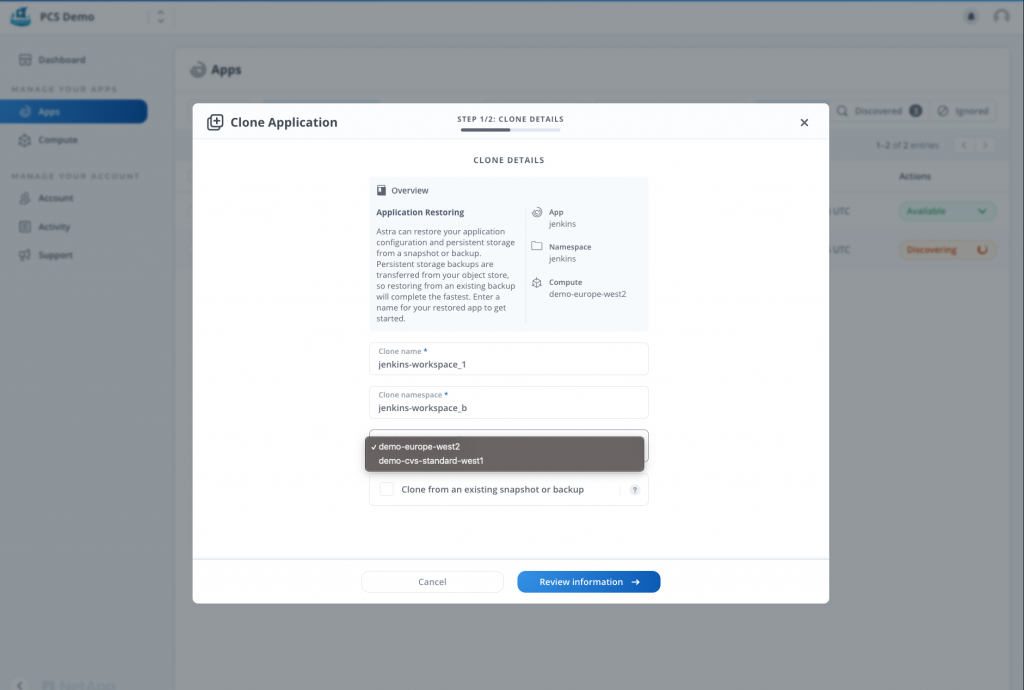 PCS Demo
Dashboard
MANAGE YOUR APPS
Apps
Compute
MANAGE YOUR ACCOUNT
Account
Activity
Support
NetApp
Apps
Discovered
Ignored
1-2 of 2 entries
Actions
UTC
Available
UTC
Discovering
Clone Application
STEP 1/2: CLONE DETAILS
CLONE DETAILS
Overview
Application Restoring
Astra can restore your application
configuration and persistent storage
from a snapshot or backup.
Persistent storage backups are
transferred from your object store,
so restoring from an existing backup
will complete the fastest. Enter a
name for your restored app to get
started.
App
jenkins
Namespace
jenkins
Compute
demo-europe-west2
Clone name *
jenkins-workspace_1
Clone namespace *
jenkins-workspace_b
✓ demo-europe-west2
demo-cvs-standard-west1
Clone from an existing snapshot or backup
?
Cancel
Review information →